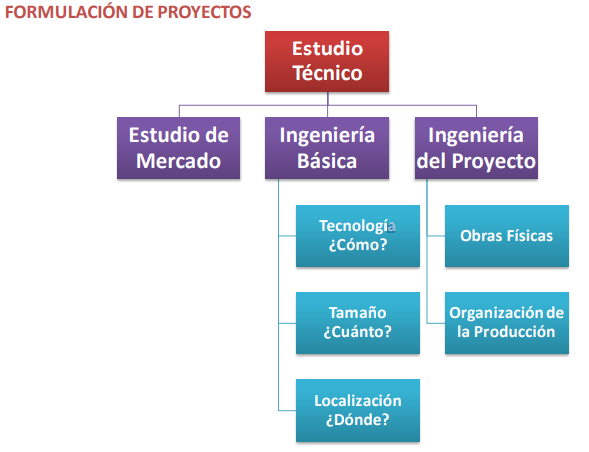 FORMULACIÓN DE PROYECTOS
Estudio
Técnico
Estudio de
Mercado
Ingeniería
Básica
Ingeniería
del Proyecto
Tecnología
¿Cómo?
Tamaño
¿Cuánto?
Localización
¿Dónde?
Obras Físicas
Organización de
la Producción